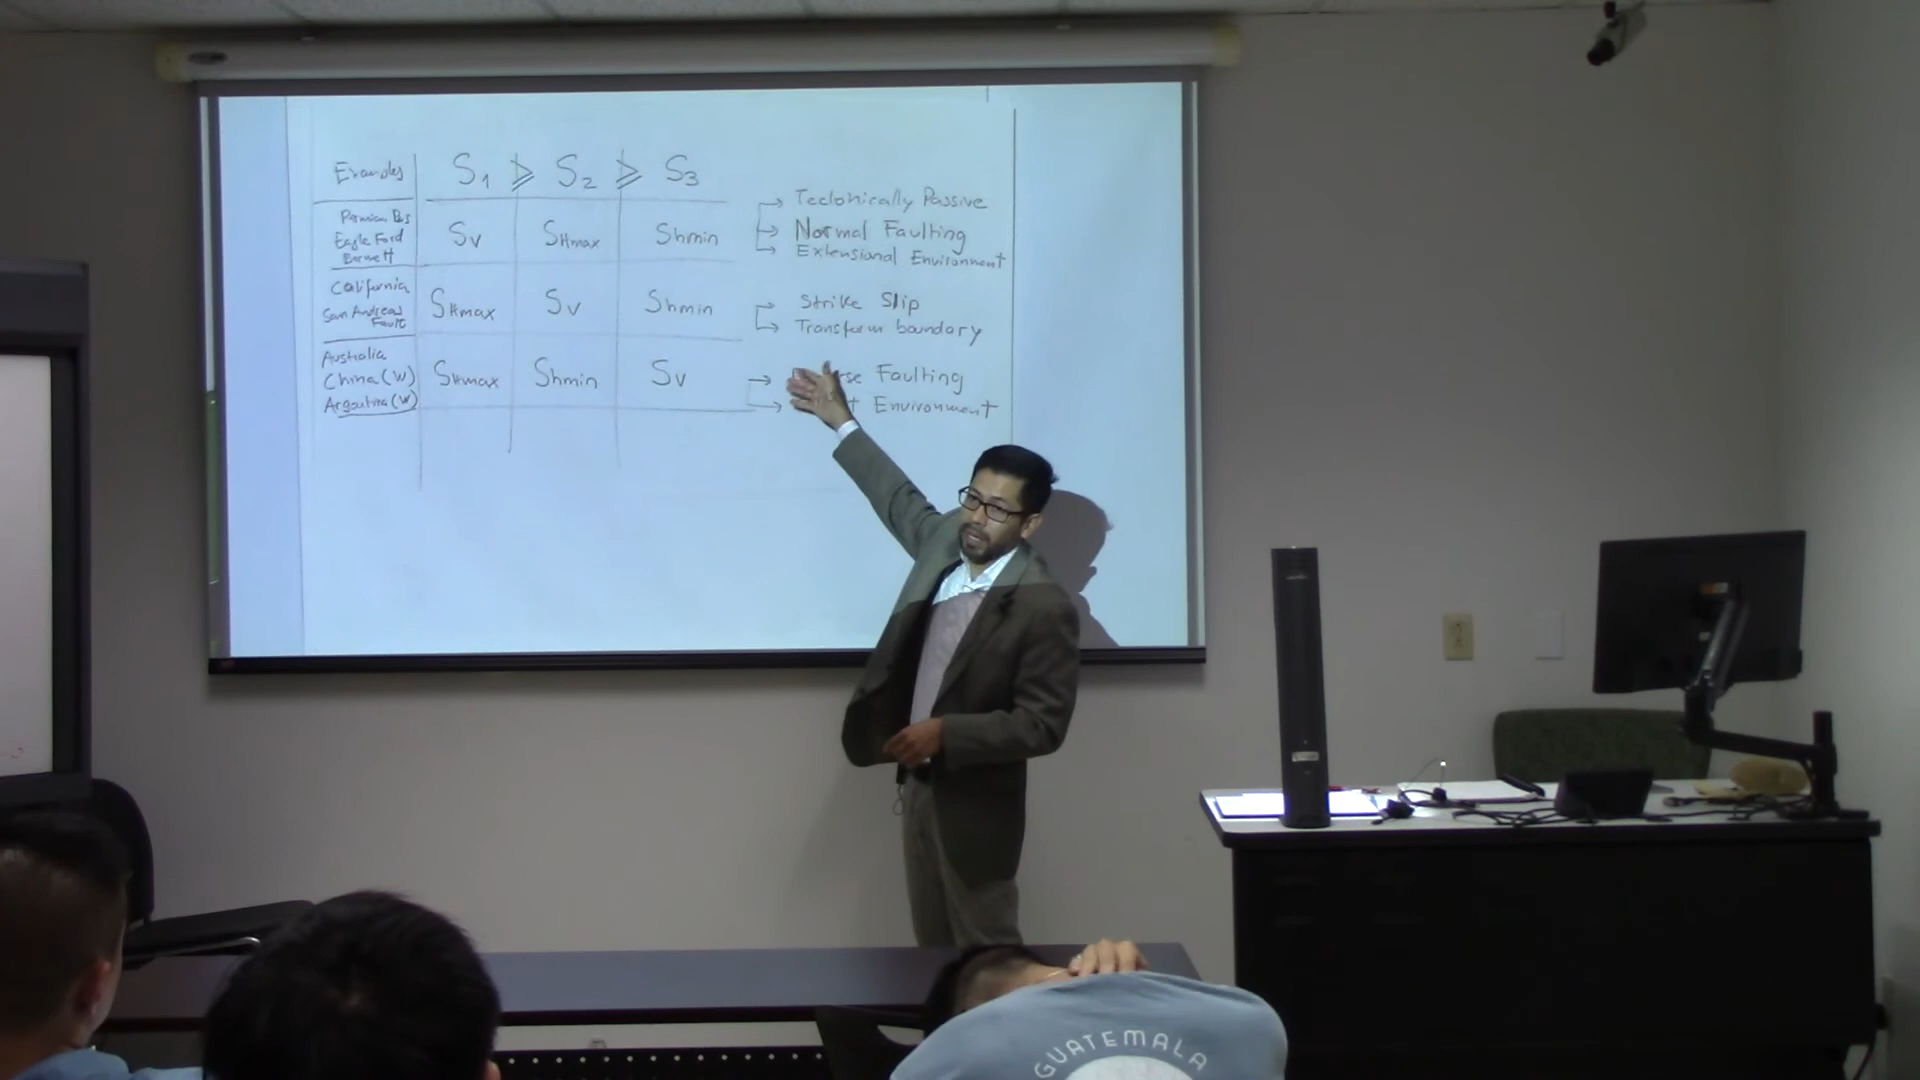 Examples S1 ≥ S2 ≥ S3
Permian Bas
Eagle Ford
Barnett
Sv SHmax Shmin
Tectonically Passive
Normal Faulting
Extensional Environment
California
San Andreas
Fault
SHmax Sv Shmin
Strike Slip
Transform boundary
Australia
China (W)
Argentina (W)
SHmax Shmin Sv
Faulting
Environment
GUATEMALA